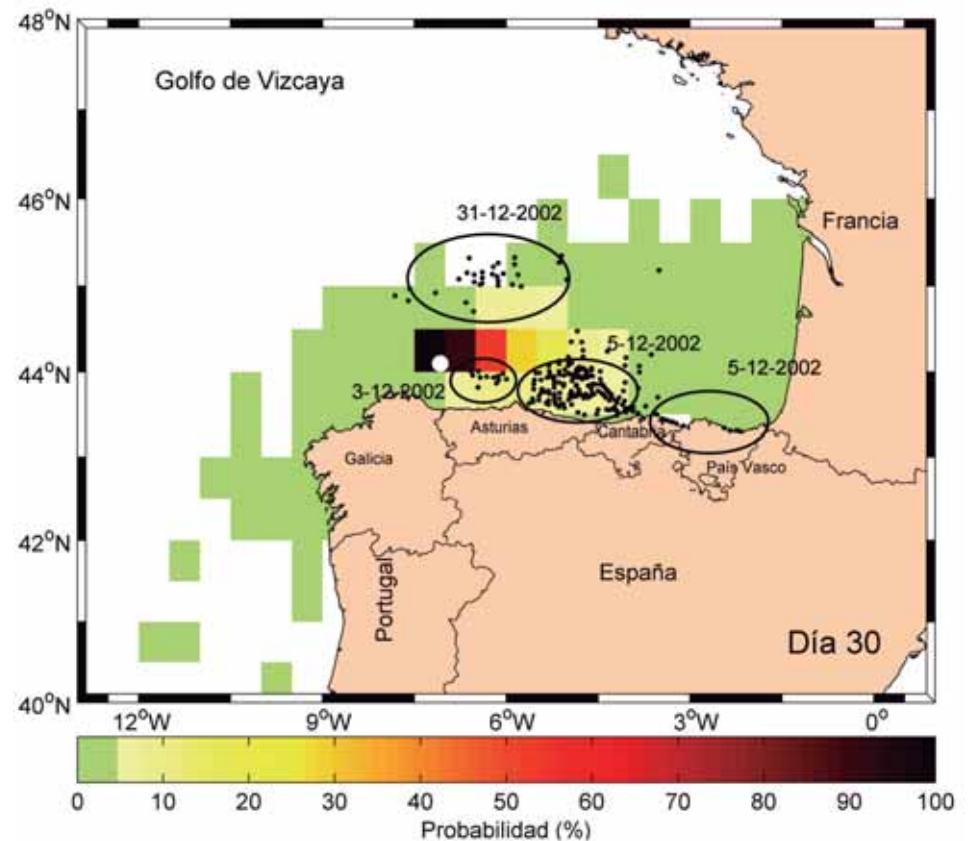 48°N
46°N
44°N
42°N
40°N
Golfo de Vizcaya
31-12-2002
Francia
5-12-2002
5-12-2002
3-12-2002
Asturias
Cantabria
Galicia
País Vasco
España
Portugal
Día 30
12°W 9°W 6°W 3°W 0°
0 10 20 30 40 50 60 70 80 90 100
Probabilidad (%)